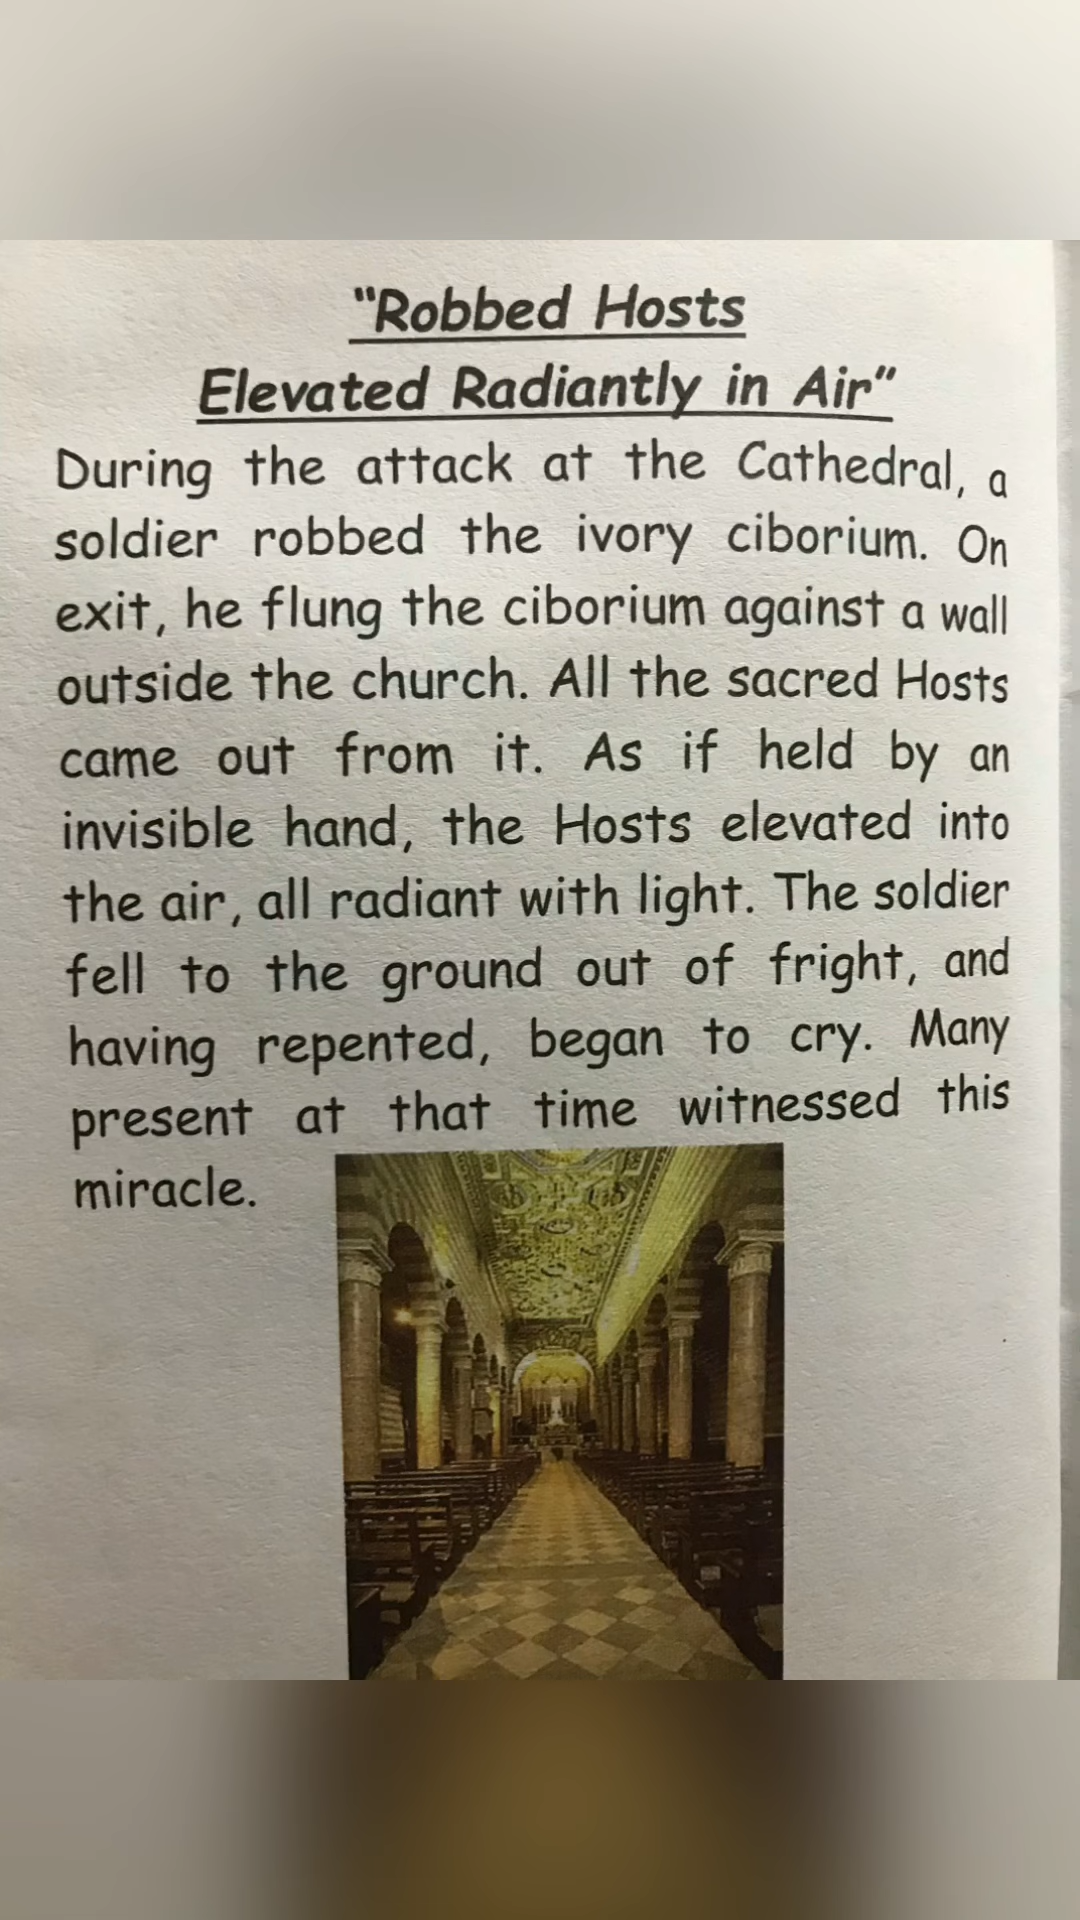 "Robbed Hosts
Elevated Radiantly in Air"
During the attack at the Cathedral, a
soldier robbed the ivory ciborium. On
exit, he flung the ciborium against a wall
outside the church. All the sacred Hosts
came out from it. As if held by an
invisible hand, the Hosts elevated into
the air, all radiant with light. The soldier
fell to the ground out of fright, and
having repented, began to cry. Many
present at that time witnessed this
miracle.